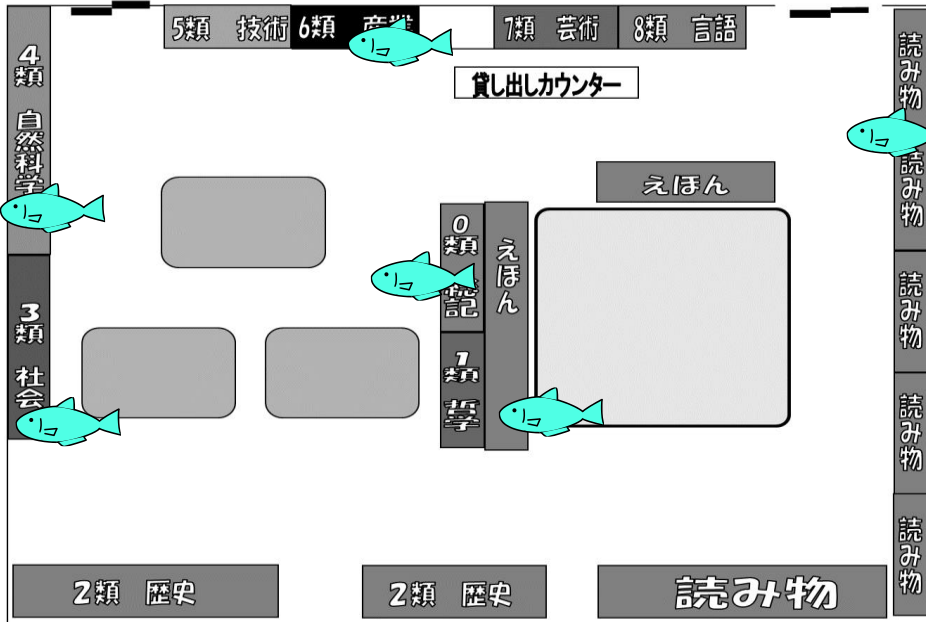 5類 技術
6類 産業
7類 芸術
8類 言語
貸し出しカウンター
4類 自然科学
3類 社会
0類 総記
1類 哲学
えほん
えほん
読み物
読み物
読み物
読み物
読み物
2類 歴史
2類 歴史
読み物